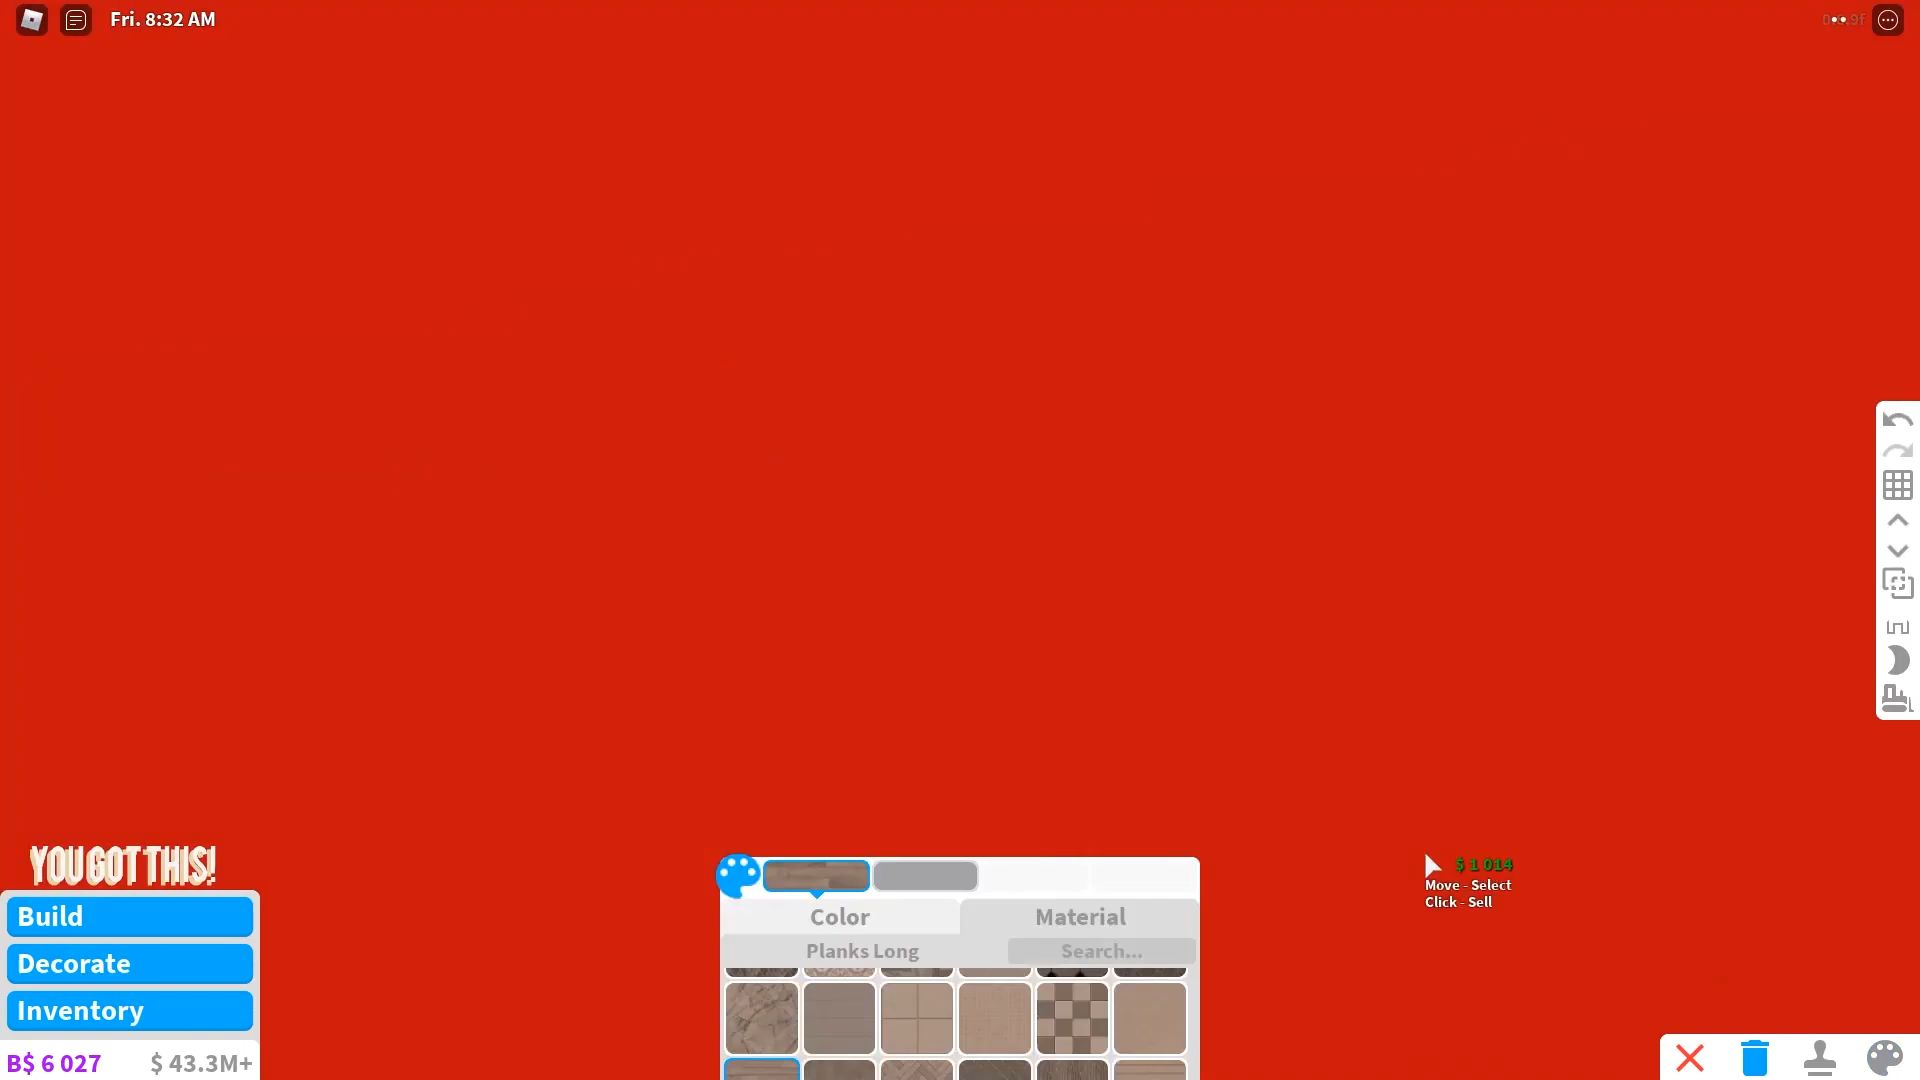 Fri. 8:32 AM
YOU GOT THIS!
Build
Decorate
Inventory
B$ 6 027
$ 43.3M+
Color
Material
Planks Long
Search...
$ 1 014
Move - Select
Click - Sell